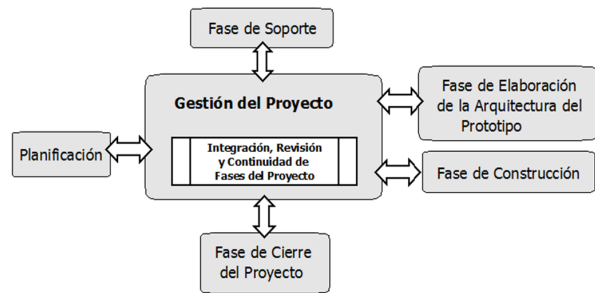 Fase de Soporte
Gestión del Proyecto
Integración, Revisión
y Continuidad de
Fases del Proyecto
Planificación
Fase de Elaboración
de la Arquitectura del
Prototipo
Fase de Construcción
Fase de Cierre
del Proyecto